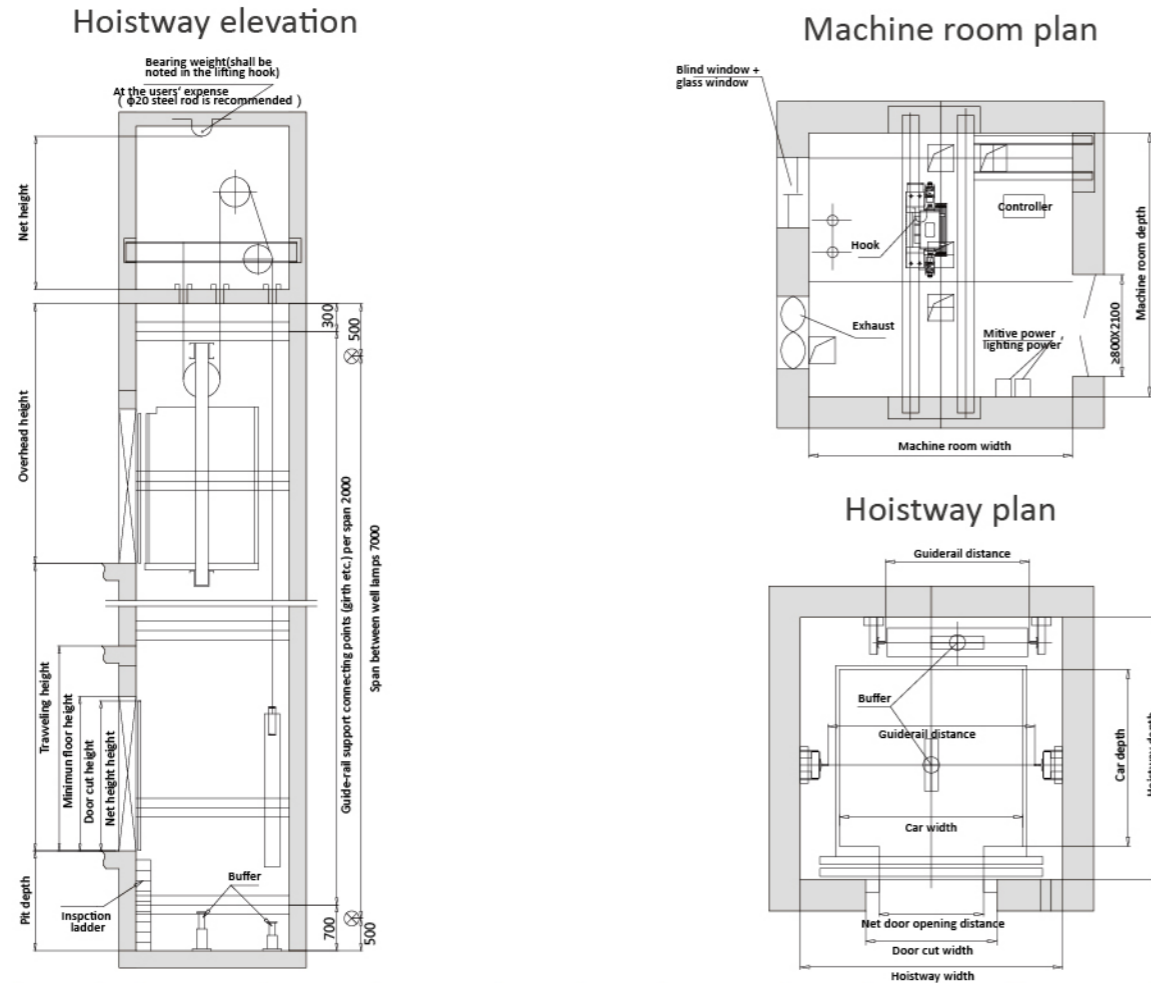 Hoistway elevation
Bearing weight(shall be
noted in the lifting hook)
At the users' expense
( ф20 steel rod is recommended )
Net height
Overhead height
Travveling height
Minimun floor height
Door cut height
Net height height
Pit depth
Inspction
ladder
Buffer
300
500
Guide-rail support connecting points (girth etc.) per span 2000
Span between well lamps 7000
700
500
Machine room plan
Blind window +
glass window
Controller
Hook
Exhaust
Mitive power
lighting power
≥800X2100
Machine room depth
Machine room width
Hoistway plan
Guiderail distance
Buffer
Guiderail distance
Car depth
Car width
Net door opening distance
Door cut width
Hoistway width